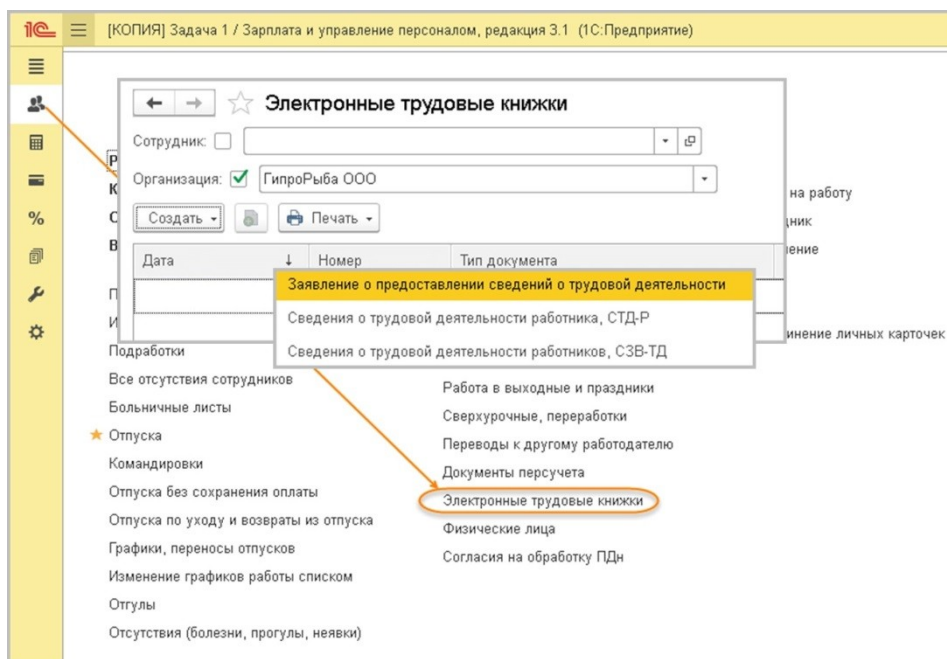 1С [КОПИЯ] Задача 1 / Зарплата и управление персоналом, редакция 3.1 (1С:Предприятие)
Электронные трудовые книжки
Сотрудник:
Организация: ГипроРыба ООО
Создать Печать
Дата ↓ Номер Тип документа
Заявление о предоставлении сведений о трудовой деятельности
Сведения о трудовой деятельности работника, СТД-Р
Сведения о трудовой деятельности работников, СЗВ-ТД
на работу
Подработки
Все отсутствия сотрудников
Больничные листы
Отпуска
Командировки
Отпуска без сохранения оплаты
Отпуска по уходу и возвраты из отпуска
Графики, переносы отпусков
Изменение графиков работы списком
Отгулы
Отсутствия (болезни, прогулы, неявки)
личных карточек
Работа в выходные и праздники
Сверхурочные, переработки
Переводы к другому работодателю
Документы персучета
Электронные трудовые книжки
Физические лица
Согласия на обработку ПДн